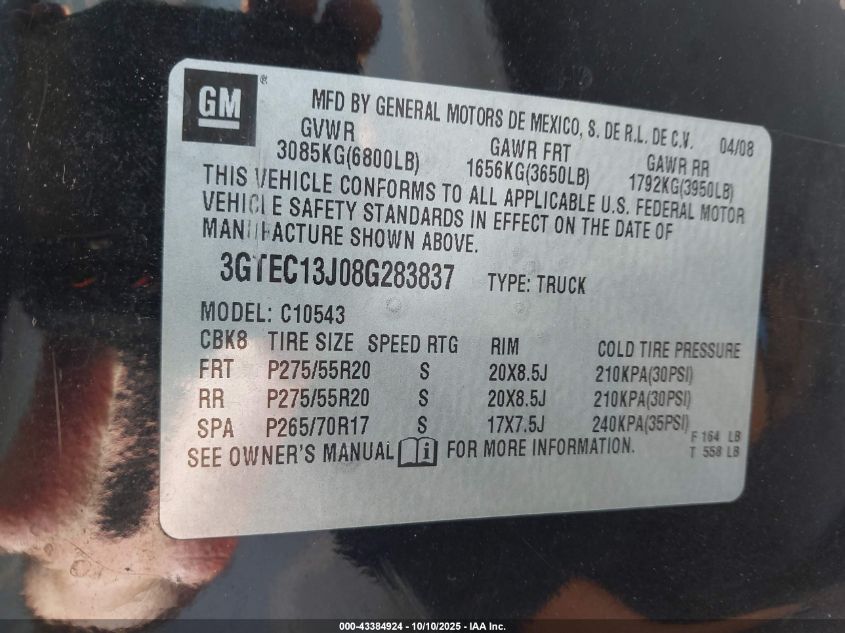 GM ®
MFD BY GENERAL MOTORS DE MEXICO, S. DE R.L. DE C.V. 04/08
GVWR GAWR FRT GAWR RR
3085KG(6800LB) 1656KG(3650LB) 1792KG(3950LB)
THIS VEHICLE CONFORMS TO ALL APPLICABLE U.S. FEDERAL MOTOR
VEHICLE SAFETY STANDARDS IN EFFECT ON THE DATE OF
MANUFACTURE SHOWN ABOVE.
3GTEC13J08G283837 TYPE: TRUCK
MODEL: C10543
CBK8 TIRE SIZE SPEED RTG RIM COLD TIRE PRESSURE
FRT P275/55R20 S 20X8.5J 210KPA(30PSI)
RR P275/55R20 S 20X8.5J 210KPA(30PSI)
SPA P265/70R17 S 17X7.5J 240KPA(35PSI)
F 164 LB
SEE OWNER'S MANUAL i FOR MORE INFORMATION. T 558 LB
000-43384924 - 10/10/2025 - IAA Inc.